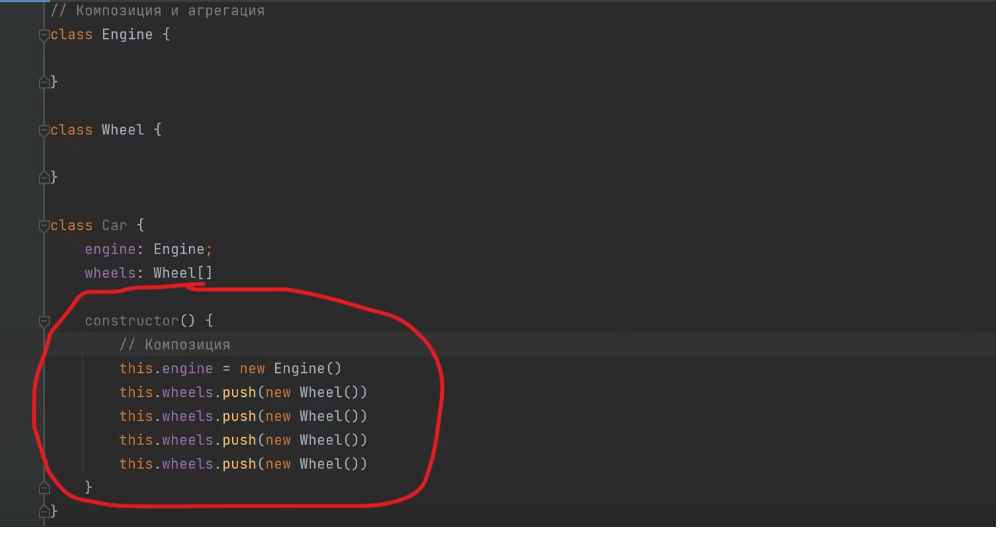 // Композиция и агрегация
class Engine {
}
class Wheel {
}
class Car {
engine: Engine;
wheels: Wheel[]
constructor() {
// Композиция
this.engine = new Engine()
this.wheels.push(new Wheel())
this.wheels.push(new Wheel())
this.wheels.push(new Wheel())
this.wheels.push(new Wheel())
}
}